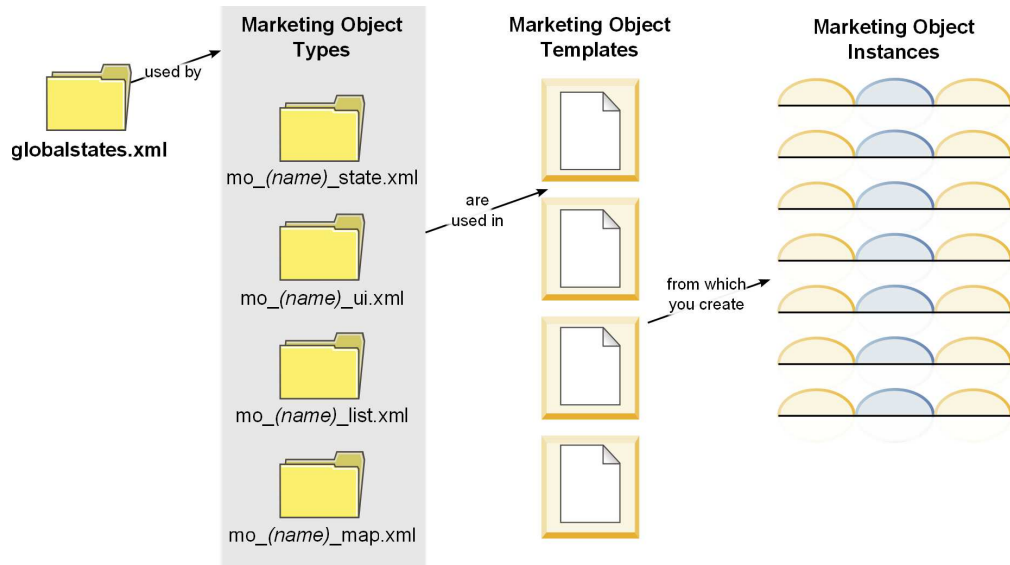 Marketing Object
Types
Marketing Object
Templates
Marketing Object
Instances
used by
globalstates.xml
mo_(name)_state.xml
are
used in
mo_(name)_ui.xml
from which
you create
mo_(name)_list.xml
mo_(name)_map.xml